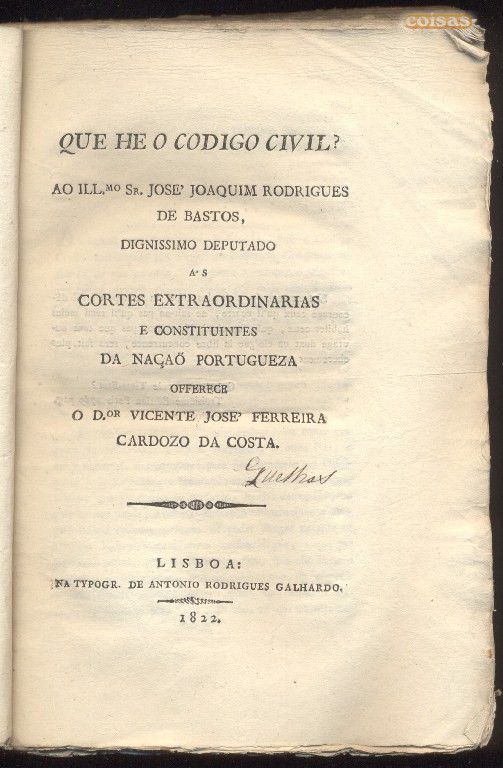 coisas
QUE HE O CODIGO CIVIL?
AO ILL.MO SR. JOSE' JOAQUIM RODRIGUES
DE BASTOS,
DIGNISSIMO DEPUTADO
A'S
CORTES EXTRAORDINARIAS
E CONSTITUINTES
DA NAÇAÕ PORTUGUEZA
OFFERECE
O D.OR VICENTE JOSE' FERREIRA
CARDOZO DA COSTA.
LISBOA:
NA TYPOGR. DE ANTONIO RODRIGUES GALHARDO.
1822.